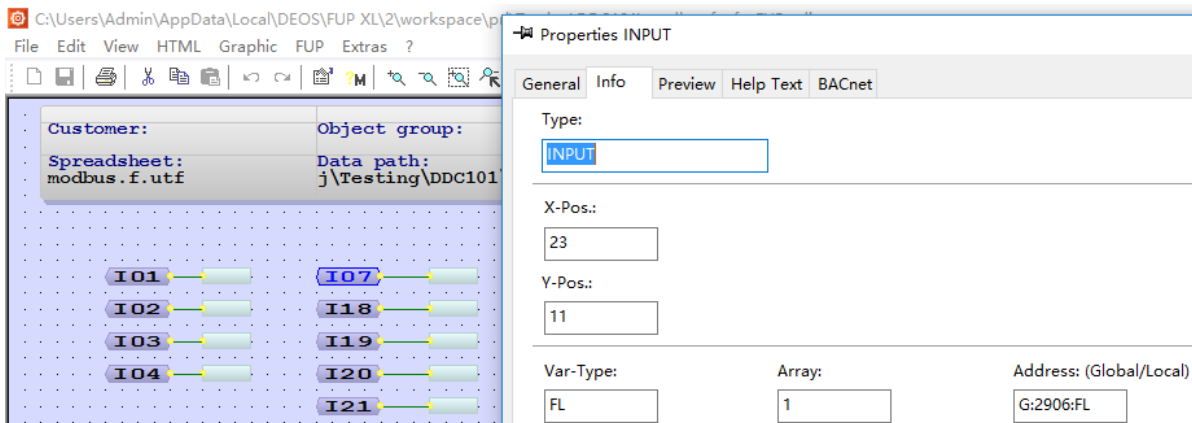 C:\Users\Admin\AppData\Local\DEOS\FUP XL\2\workspace\pr
File Edit View HTML Graphic FUP Extras ?
?M
Customer: Object group:
Spreadsheet: Data path:
modbus.f.utf j\Testing\DDC101
I01 I07
I02 I18
I03 I19
I04 I20
I21
Properties INPUT
General Info Preview Help Text BACnet
Type:
INPUT
X-Pos.:
23
Y-Pos.:
11
Var-Type: Array: Address: (Global/Local)
FL 1 G:2906:FL